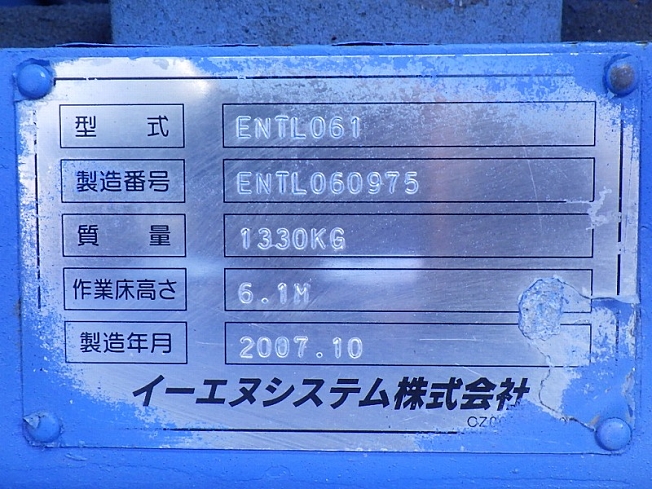 型式 ENTL061
製造番号 ENTL060975
質量 1330KG
作業床高さ 6.1M
製造年月 2007.10
イーエヌシステム株式会社